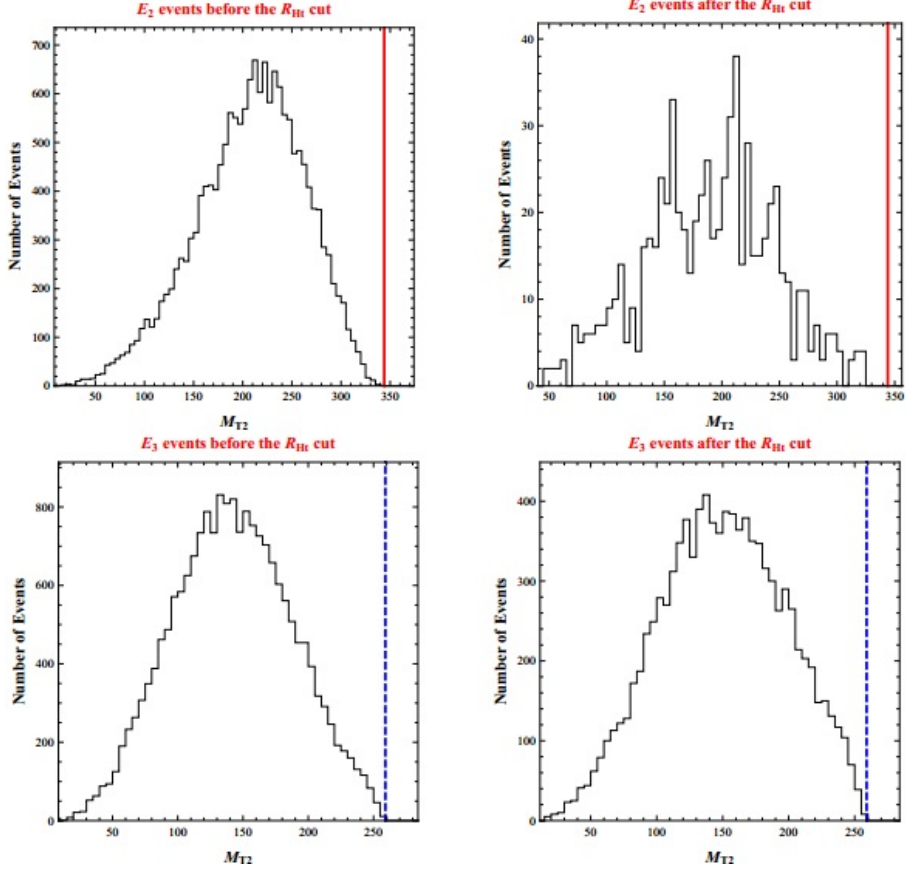 E₂ events before the R_Ht cut
700
600
500
400
300
200
100
0
Number of Events
50 100 150 200 250 300 350
M_T2
E₂ events after the R_Ht cut
40
30
20
10
0
Number of Events
50 100 150 200 250 300 350
M_T2
E₃ events before the R_Ht cut
800
600
400
200
0
Number of Events
50 100 150 200 250
M_T2
E₃ events after the R_Ht cut
400
300
200
100
0
Number of Events
50 100 150 200 250
M_T2